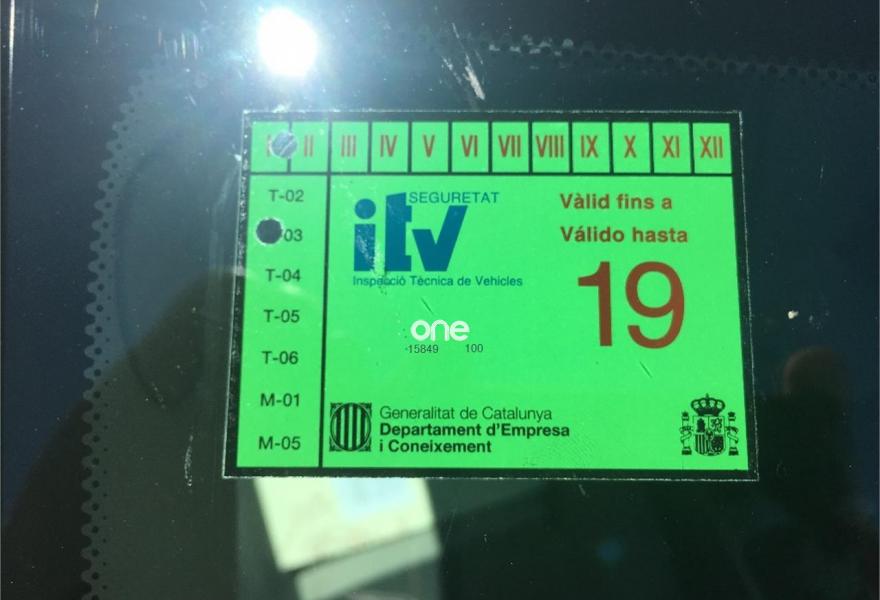 I II III IV V VI VII VIII IX X XI XII
T-02
03
T-04
T-05
T-06
M-01
M-05
SEGURETAT
itv
Inspecció Tècnica de Vehicles
Vàlid fins a
Válido hasta
19
one
15849 100
Generalitat de Catalunya
Departament d'Empresa
i Coneixement